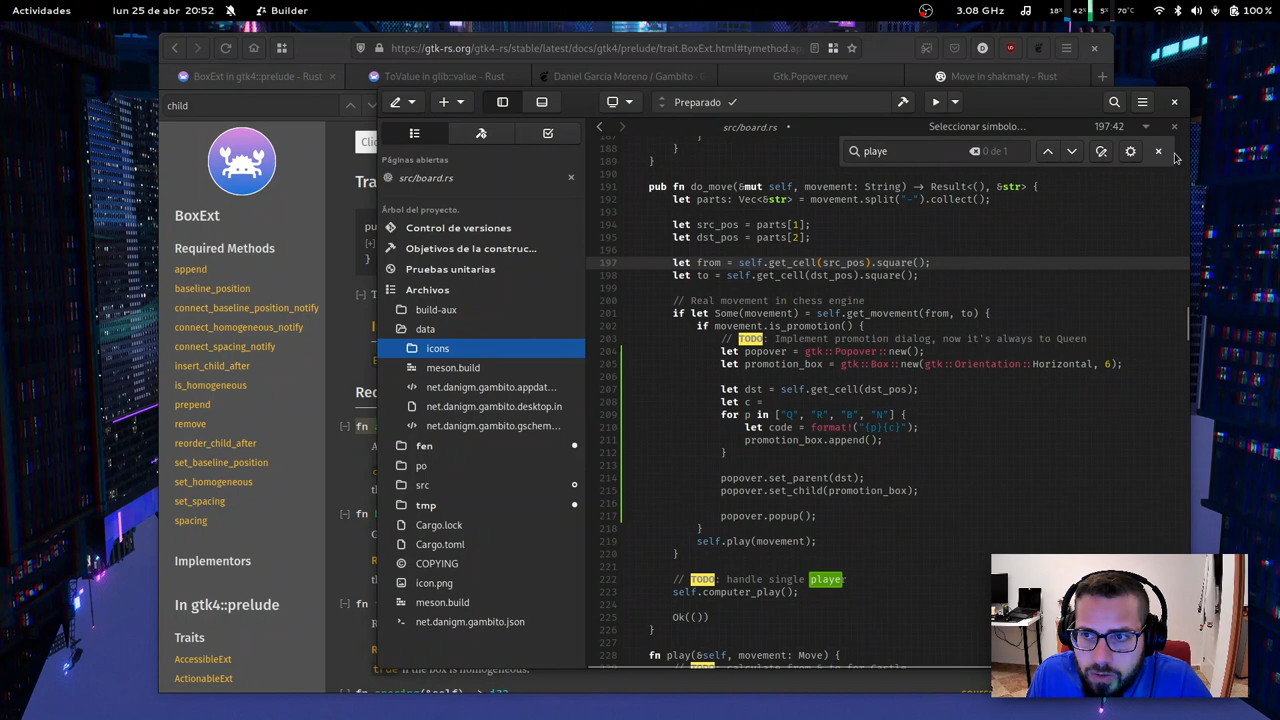 Actividades
lun 25 de abr 20:52
Builder
3.08 GHz
18%
42%
5%
70°C
100 %
https://gtk-rs.org/gtk4-rs/stable/latest/docs/gtk4/prelude/trait.BoxExt.html#tymethod.ap
BoxExt in gtk4::prelude - Rust
ToValue in glib::value - Rust
Daniel Garcia Moreno / Gambito
Gtk.Popover.new
Move in shakmaty - Rust
child
BoxExt
Required Methods
append
baseline_position
connect_baseline_position_notify
connect_homogeneous_notify
connect_spacing_notify
insert_child_after
is_homogeneous
prepend
remove
reorder_child_after
set_baseline_position
set_homogeneous
set_spacing
spacing
Implementors
In gtk4::prelude
Traits
AccessibleExt
ActionableExt
Páginas abiertas
src/board.rs
Árbol del proyecto.
Control de versiones
Objetivos de la construc…
Pruebas unitarias
Archivos
build-aux
data
icons
meson.build
net.danigm.gambito.appdat…
net.danigm.gambito.desktop.in
net.danigm.gambito.gschem…
fen
po
src
tmp
Cargo.lock
Cargo.toml
COPYING
icon.png
meson.build
net.danigm.gambito.json
Preparado
src/board.rs
Seleccionar símbolo…
197:42
playe
0 de 1
187 }
188 }
189 }
190
191 pub fn do_move(&mut self, movement: String) -> Result<(), &str> {
192 let parts: Vec<&str> = movement.split("-").collect();
193
194 let src_pos = parts[1];
195 let dst_pos = parts[2];
196
197 let from = self.get_cell(src_pos).square();
198 let to = self.get_cell(dst_pos).square();
199
200 // Real movement in chess engine
201 if let Some(movement) = self.get_movement(from, to) {
202 if movement.is_promotion() {
203 // TODO: Implement promotion dialog, now it's always to Queen
204 let popover = gtk::Popover::new();
205 let promotion_box = gtk::Box::new(gtk::Orientation::Horizontal, 6);
206
207 let dst = self.get_cell(dst_pos);
208 let c =
209 for p in ["Q", "R", "B", "N"] {
210 let code = format!("{p}{c}");
211 promotion_box.append();
212 }
213
214 popover.set_parent(dst);
215 popover.set_child(promotion_box);
216
217 popover.popup();
218 }
219 self.play(movement);
220 }
221
222 // TODO: handle single player
223 self.computer_play();
224
225 Ok(())
226 }
227
228 fn play(&self, movement: Move) {